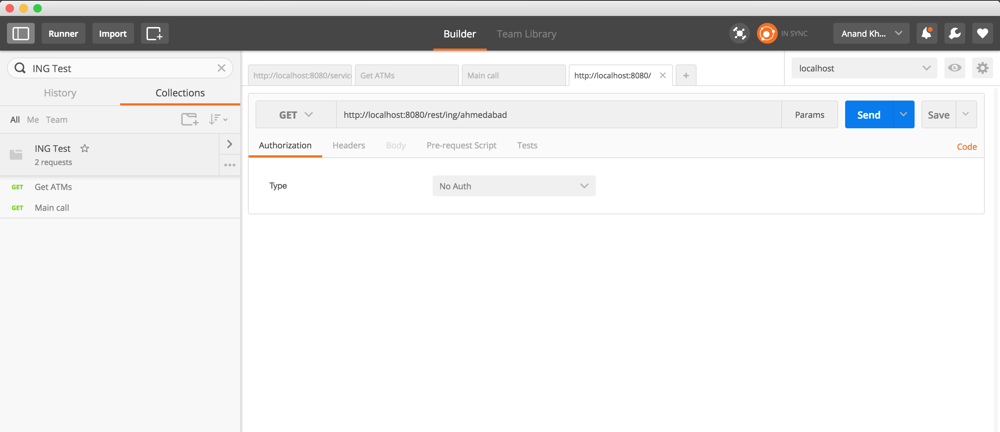 Runner
Import
Builder
Team Library
IN SYNC
Anand Kh...
ING Test
History
Collections
All
Me
Team
ING Test
2 requests
GET Get ATMs
GET Main call
http://localhost:8080/servic
Get ATMs
Main call
http://localhost:8080/
localhost
GET
http://localhost:8080/rest/ing/ahmedabad
Params
Send
Save
Authorization
Headers
Body
Pre-request Script
Tests
Code
Type
No Auth